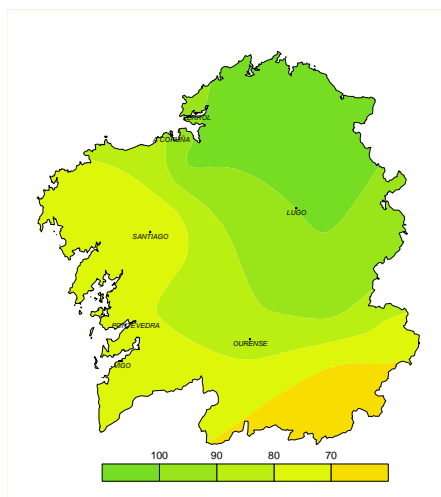 FERROL
CORUÑA
LUGO
SANTIAGO
PONTEVEDRA
OURENSE
VIGO
100 90 80 70